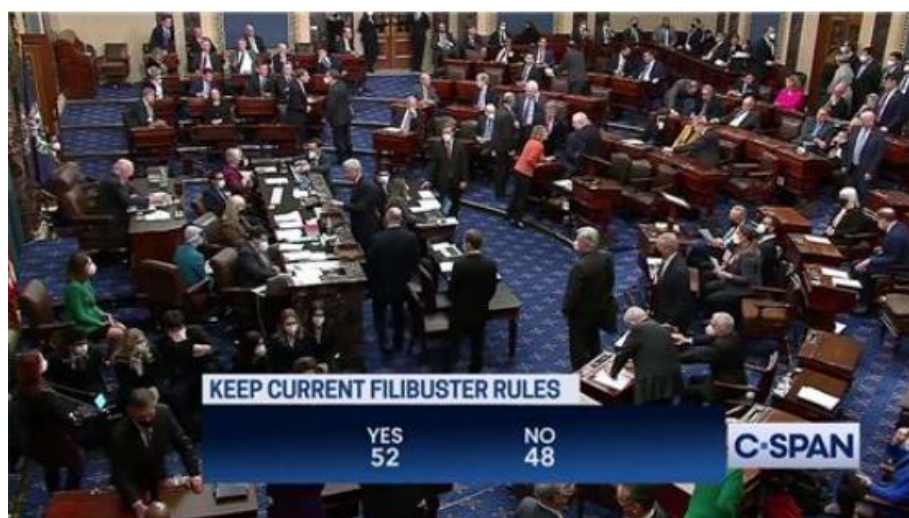 KEEP CURRENT FILIBUSTER RULES
YES NO
52 48
C-SPAN